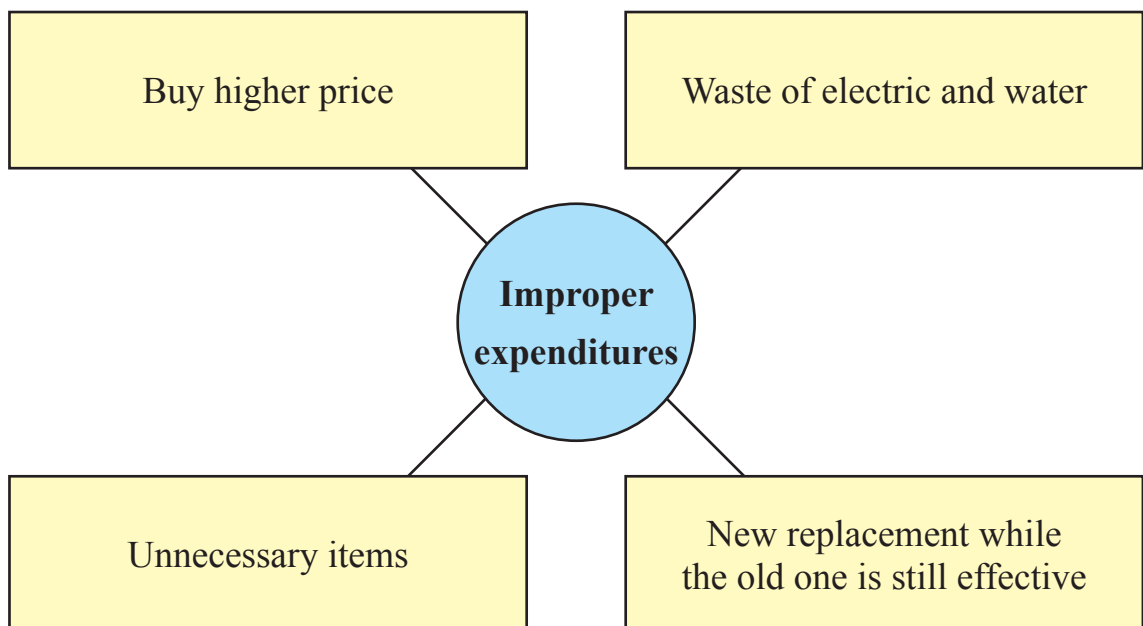 Buy higher price
Waste of electric and water
Improper
expenditures
Unnecessary items
New replacement while
the old one is still effective